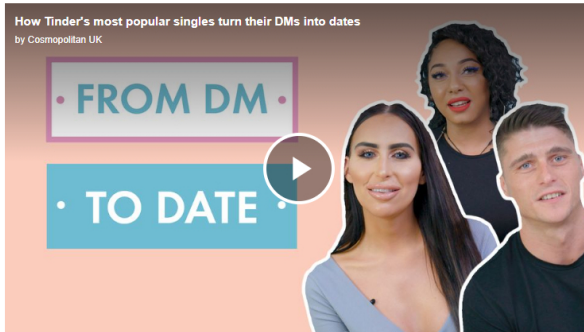 How Tinder's most popular singles turn their DMs into dates
by Cosmopolitan UK
• FROM DM •
• TO DATE •